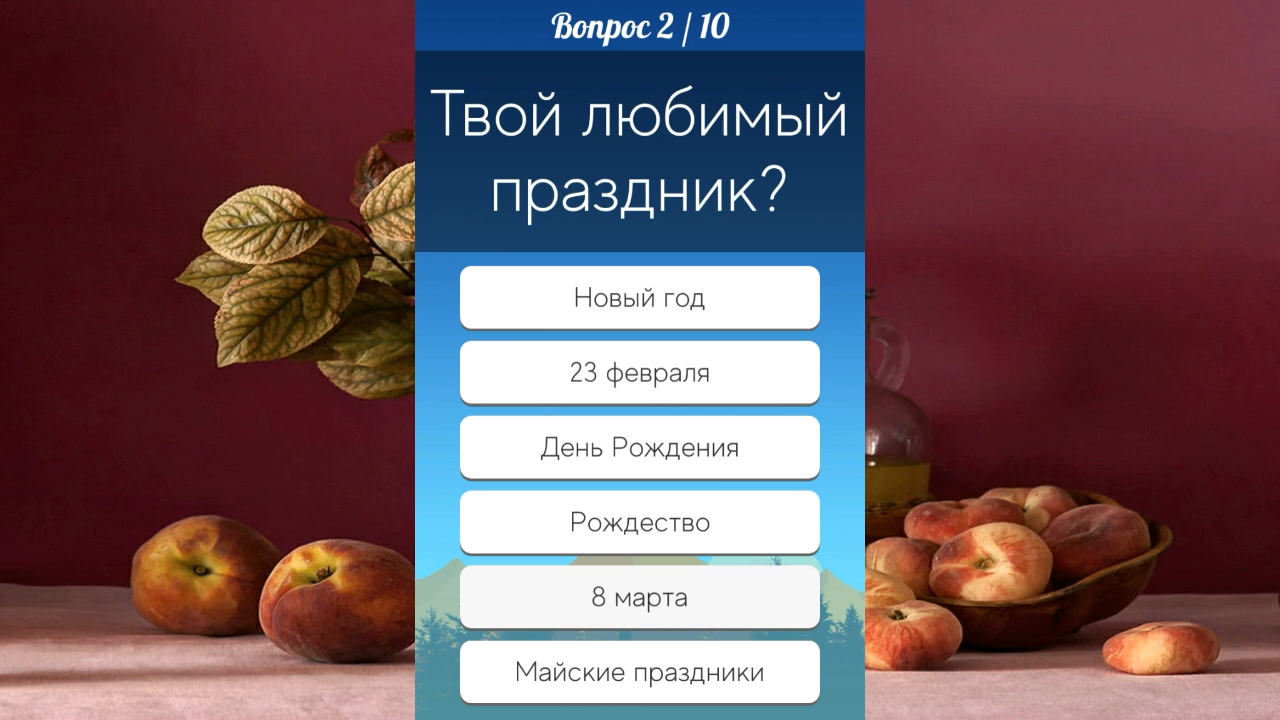 Вопрос 2 / 10
Твой любимый
праздник?
Новый год
23 февраля
День Рождения
Рождество
8 марта
Майские праздники